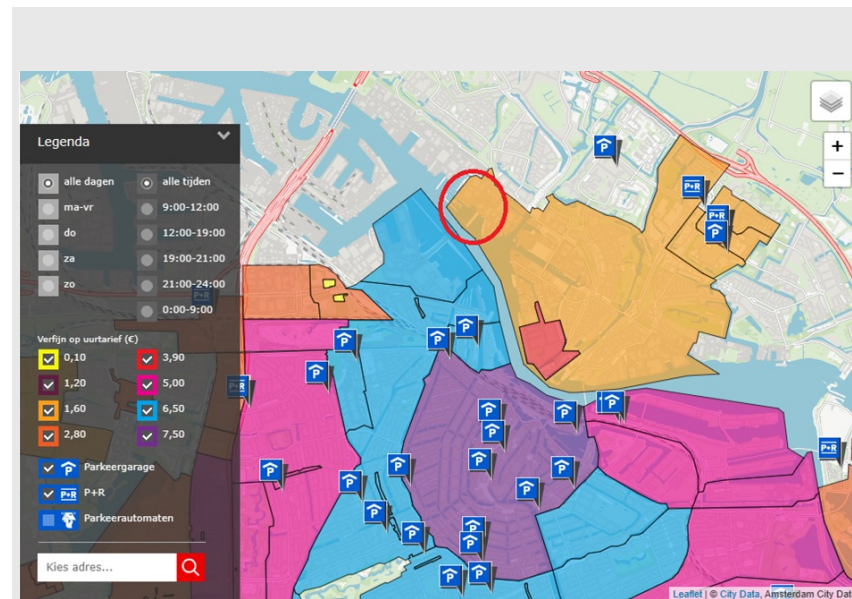 Legenda
alle dagen
alle tijden
ma-vr
9:00-12:00
do
12:00-19:00
za
19:00-21:00
zo
21:00-24:00
0:00-9:00
Verfijn op uurtarief (€)
0,10
3,90
1,20
5,00
1,60
6,50
2,80
7,50
P
Parkeergarage
P+R
P+R
Parkeerautomaten
Kies adres...
+
−
P
P+R
P+R
P
P+R
P
P
P
P+R
P
P
P
P
P
P+R
P
P
P
P
P
P
P
P
P
P
P
P
Leaflet | © City Data, Amsterdam City Dat